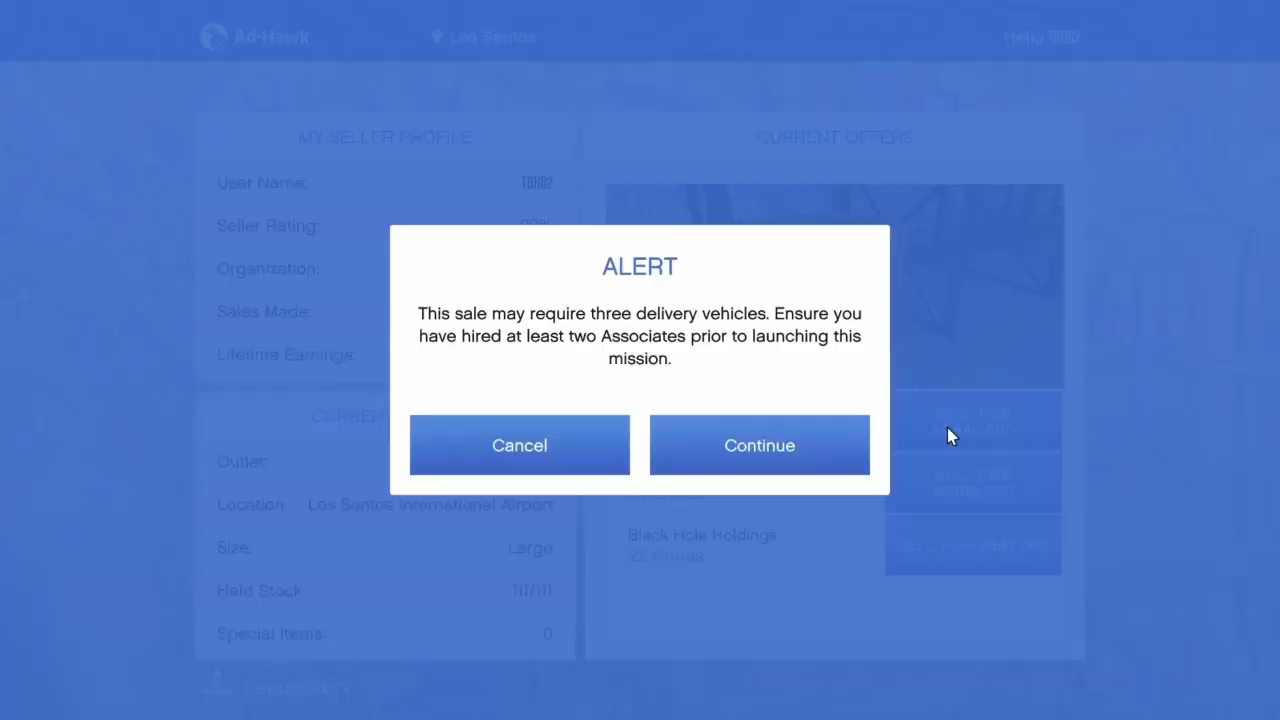 Ad-Hawk
Los Santos
Hello
MY SELLER PROFILE
CURRENT OFFERS
User Name:
Seller Rating:
Organization:
Sales Made:
Lifetime Earnings:
ALERT
This sale may require three delivery vehicles. Ensure you
have hired at least two Associates prior to launching this
mission.
Cancel
Continue
Outlet:
Location: Los Santos International Airport
Size: Large
Held Stock: 111/111
Special Items: 0
Black Hole Holdings